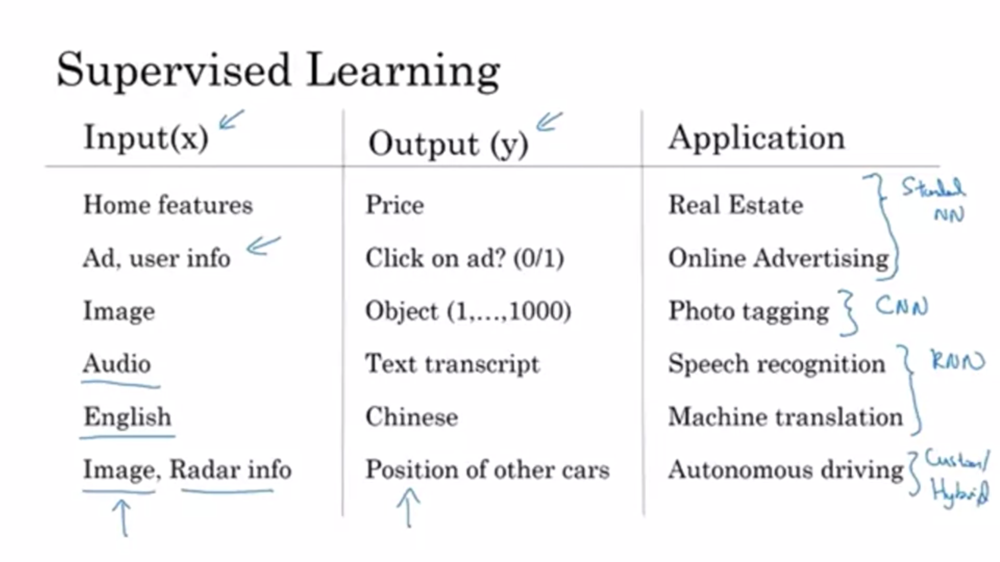 Supervised Learning
Input(x) Output (y) Application
Home features Price Real Estate Standard NN
Ad, user info Click on ad? (0/1) Online Advertising
Image Object (1,...,1000) Photo tagging CNN
Audio Text transcript Speech recognition RNN
English Chinese Machine translation
Image, Radar info Position of other cars Autonomous driving Custom/
Hybrid